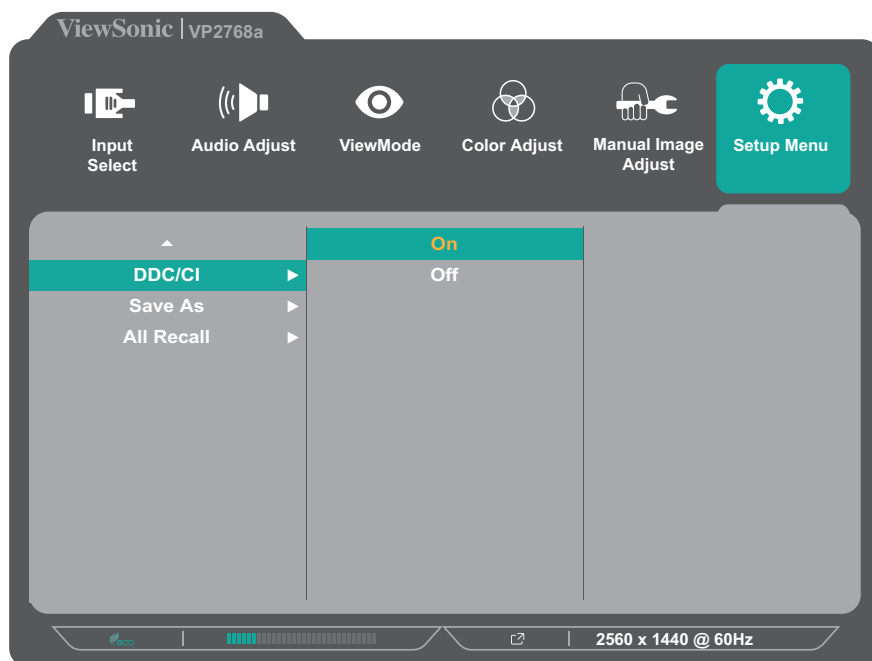 ViewSonic VP2768a
Input Select
Audio Adjust
ViewMode
Color Adjust
Manual Image Adjust
Setup Menu
On
DDC/CI
Off
Save As
All Recall
eco
2560 x 1440 @ 60Hz